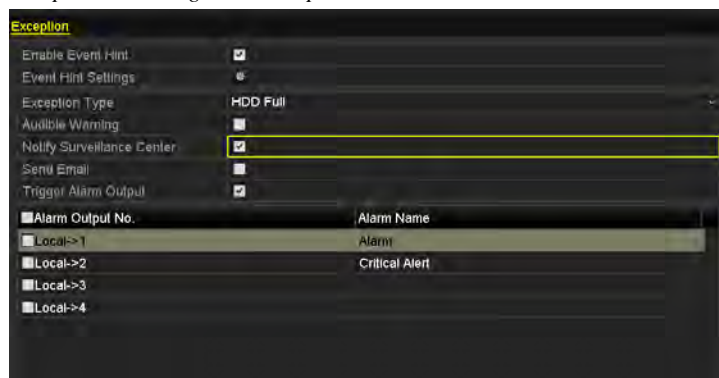 Exception
Enable Event Hint
Event Hint Settings
Exception Type HDD Full
Audible Warning
Notify Surveillance Center
Send Email
Trigger Alarm Output
Alarm Output No. Alarm Name
Local->1 Alarm
Local->2 Critical Alert
Local->3
Local->4